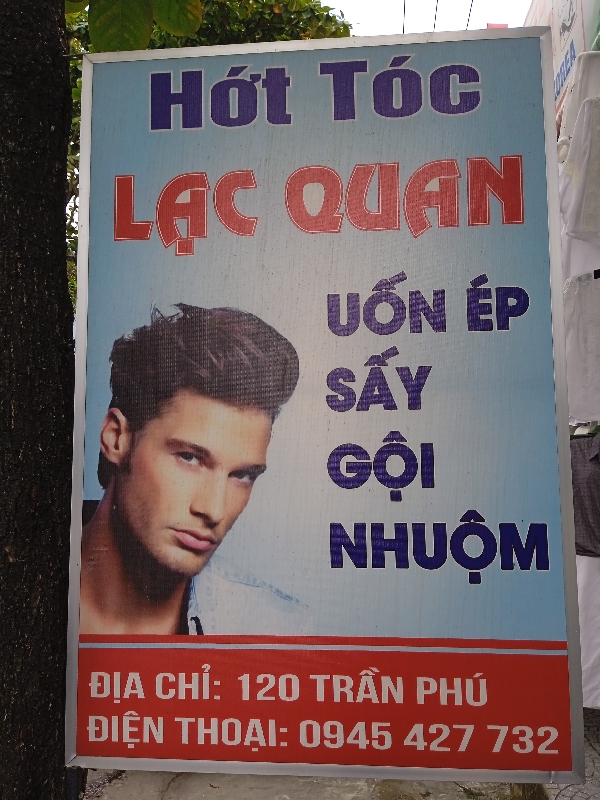 Hớt Tóc
LẠC QUAN
UỐN ÉP
SẤY
GỘI
NHUỘM
ĐỊA CHỈ: 120 TRẦN PHÚ
ĐIỆN THOẠI: 0945 427 732